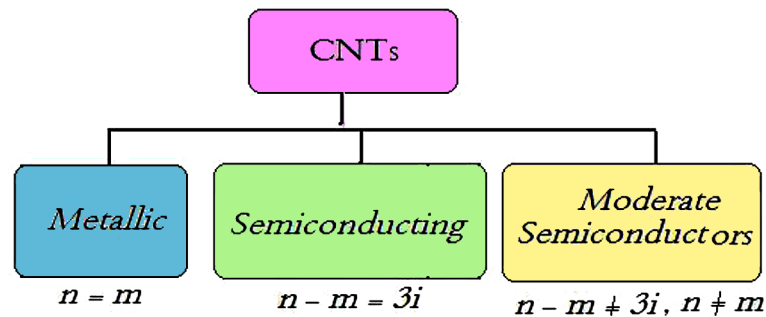 CNTs
Metallic
Semiconducting
Moderate
Semiconductors
n = m
n - m = 3i
n - m ≠ 3i, n ≠ m